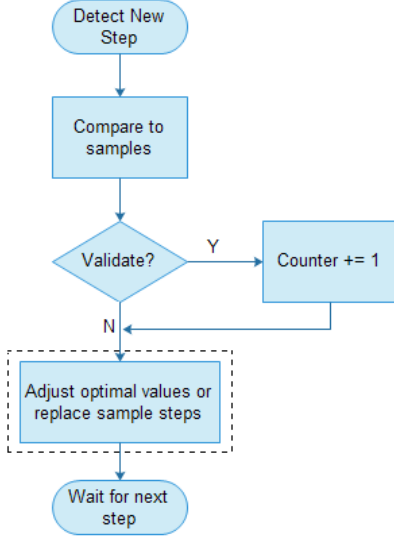 Detect New
Step
Compare to
samples
Validate?
Y
Counter += 1
N
Adjust optimal values or
replace sample steps
Wait for next
step